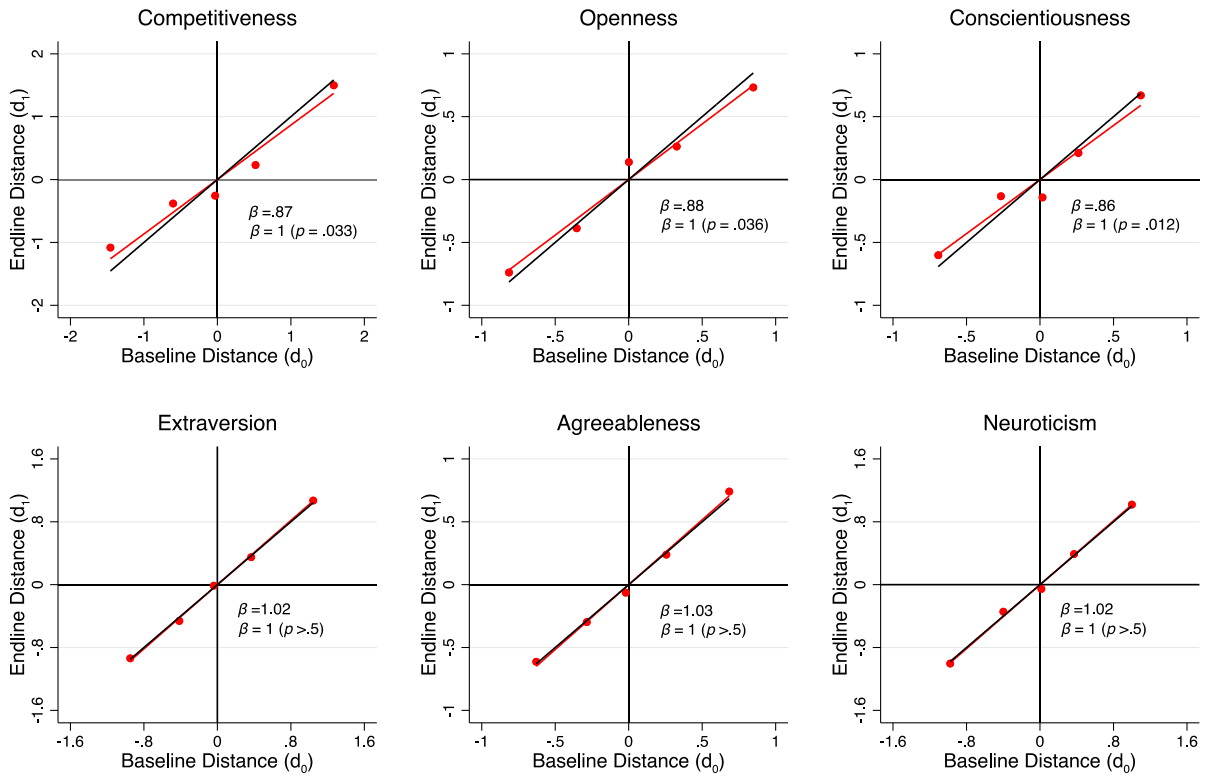 Competitiveness
Endline Distance (d₁)
2
1
0
-1
-2
β =.87
β = 1 (p = .033)
-2 -1 0 1 2
Baseline Distance (d₀)
Openness
Endline Distance (d₁)
1
.5
0
-.5
-1
β =.88
β = 1 (p = .036)
-1 -.5 0 .5 1
Baseline Distance (d₀)
Conscientiousness
Endline Distance (d₁)
1
.5
0
-.5
-1
β =.86
β = 1 (p = .012)
-1 -.5 0 .5 1
Baseline Distance (d₀)
Extraversion
Endline Distance (d₁)
1.6
.8
0
-.8
-1.6
β =1.02
β = 1 (p >.5)
-1.6 -.8 0 .8 1.6
Baseline Distance (d₀)
Agreeableness
Endline Distance (d₁)
1
.5
0
-.5
-1
β =1.03
β = 1 (p >.5)
-1 -.5 0 .5 1
Baseline Distance (d₀)
Neuroticism
Endline Distance (d₁)
1.6
.8
0
-.8
-1.6
β =1.02
β = 1 (p >.5)
-1.6 -.8 0 .8 1.6
Baseline Distance (d₀)